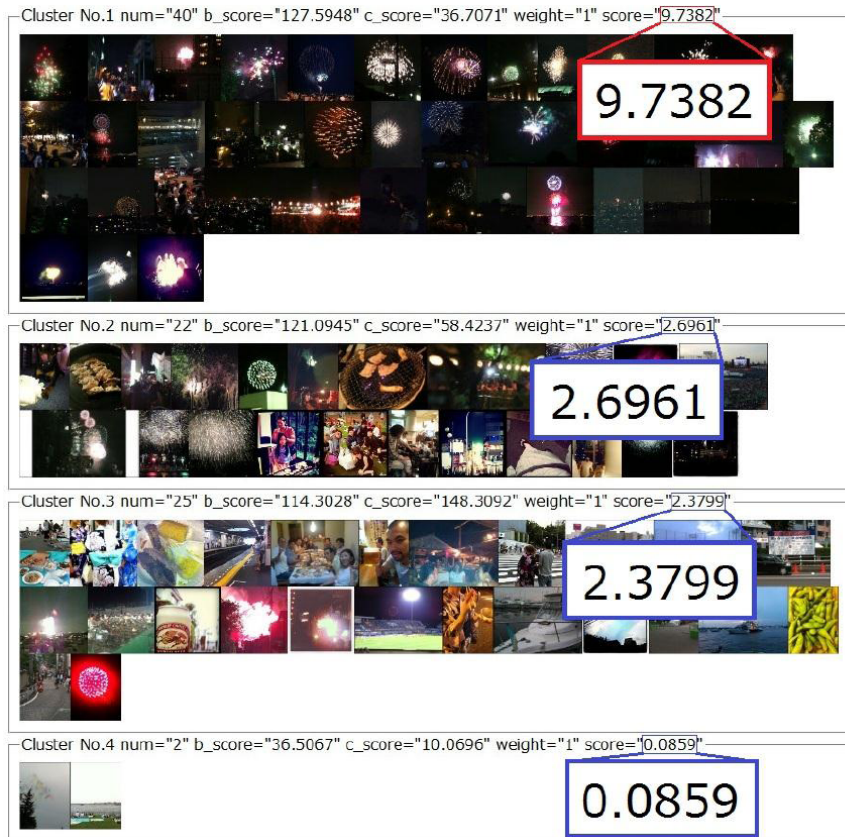 Cluster No.1 num="40" b_score="127.5948" c_score="36.7071" weight="1" score="9.7382"
9.7382
Cluster No.2 num="22" b_score="121.0945" c_score="58.4237" weight="1" score="2.6961"
2.6961
Cluster No.3 num="25" b_score="114.3028" c_score="148.3092" weight="1" score="2.3799"
2.3799
Cluster No.4 num="2" b_score="36.5067" c_score="10.0696" weight="1" score="0.0859"
0.0859